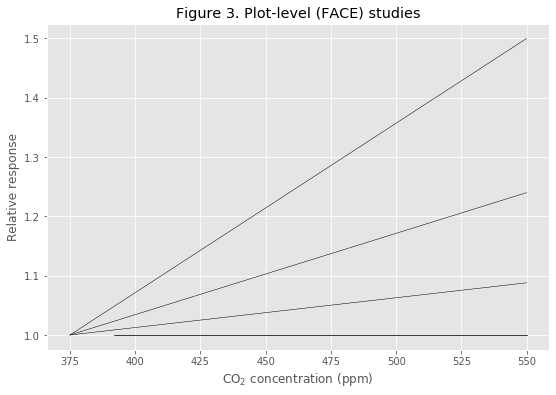 Figure 3. Plot-level (FACE) studies
1.5
1.4
1.3
1.2
1.1
1.0
Relative response
375 400 425 450 475 500 525 550
CO₂ concentration (ppm)